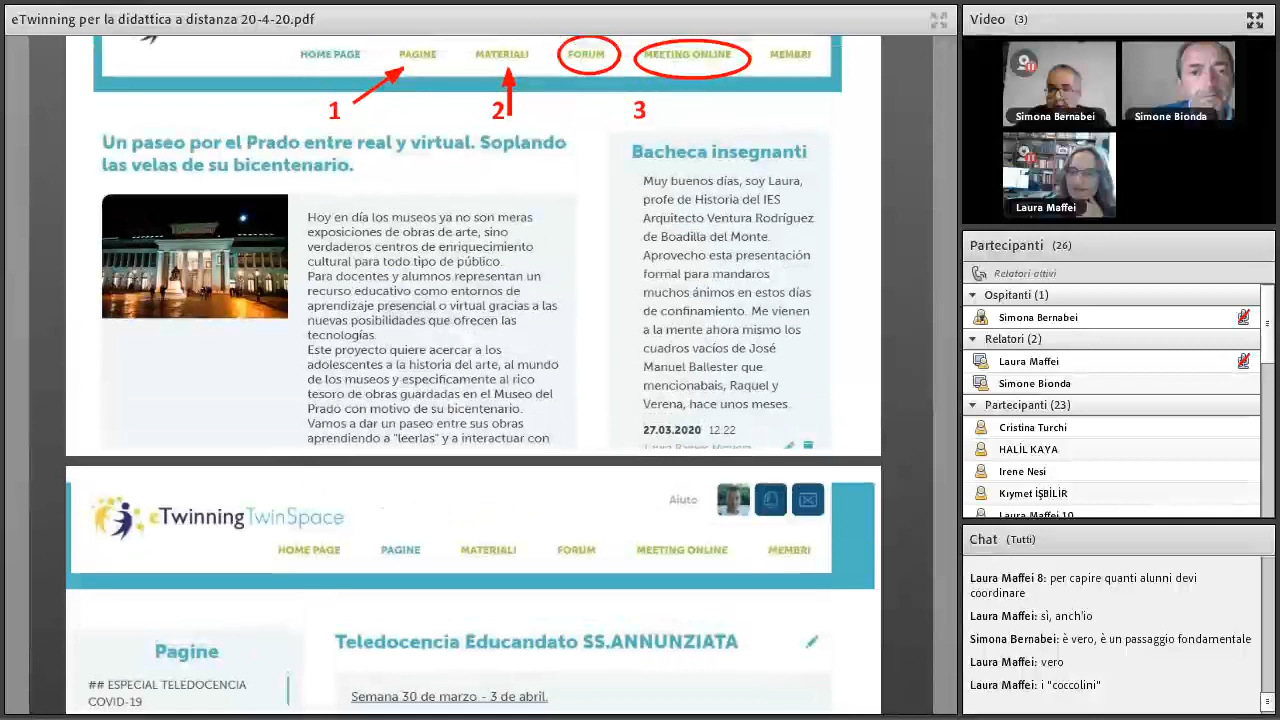 eTwinning per la didattica a distanza 20-4-20.pdf
HOME PAGE PAGINE MATERIALI FORUM MEETING ONLINE MEMBRI
1 2 3
Un paseo por el Prado entre real y virtual. Soplando
las velas de su bicentenario.
Hoy en día los museos ya no son meras
exposiciones de obras de arte, sino
verdaderos centros de enriquecimiento
cultural para todo tipo de público.
Para docentes y alumnos representan un
recurso educativo como entornos de
aprendizaje presencial o virtual gracias a las
nuevas posibilidades que ofrecen las
tecnologías.
Este proyecto quiere acercar a los
adolescentes a la historia del arte, al mundo
de los museos y especificamente al rico
tesoro de obras guardadas en el Museo del
Prado con motivo de su bicentenario.
Vamos a dar un paseo entre sus obras
aprendiendo a "leerlas" y a interactuar con
Bacheca insegnanti
Muy buenos días, soy Laura,
profe de Historia del IES
Arquitecto Ventura Rodríguez
de Boadilla del Monte.
Aprovecho esta presentación
formal para mandaros
muchos ánimos en estos días
de confinamiento. Me vienen
a la mente ahora mismo los
cuadros vacíos de José
Manuel Ballester que
mencionabais, Raquel y
Verena, hace unos meses.
27.03.2020 12:22
eTwinningTwinSpace
Aiuto
HOME PAGE PAGINE MATERIALI FORUM MEETING ONLINE MEMBRI
Pagine
## ESPECIAL TELEDOCENCIA
COVID-19
Teledocencia Educandato SS.ANNUNZIATA
Semana 30 de marzo - 3 de abril.
Video (3)
Simona Bernabei
Simone Bionda
Laura Maffei
Partecipanti (26)
Relatori attivi
Ospitanti (1)
Simona Bernabei
Relatori (2)
Laura Maffei
Simone Bionda
Partecipanti (23)
Cristina Turchi
HALİL KAYA
Irene Nesi
Kıymet İŞBİLİR
Laura Maffei 10
Chat (Tutti)
Laura Maffei 8: per capire quanti alunni devi
coordinare
Laura Maffei: sì, anch'io
Simona Bernabei: è vero, è un passaggio fondamentale
Laura Maffei: vero
Laura Maffei: i "coccolini"